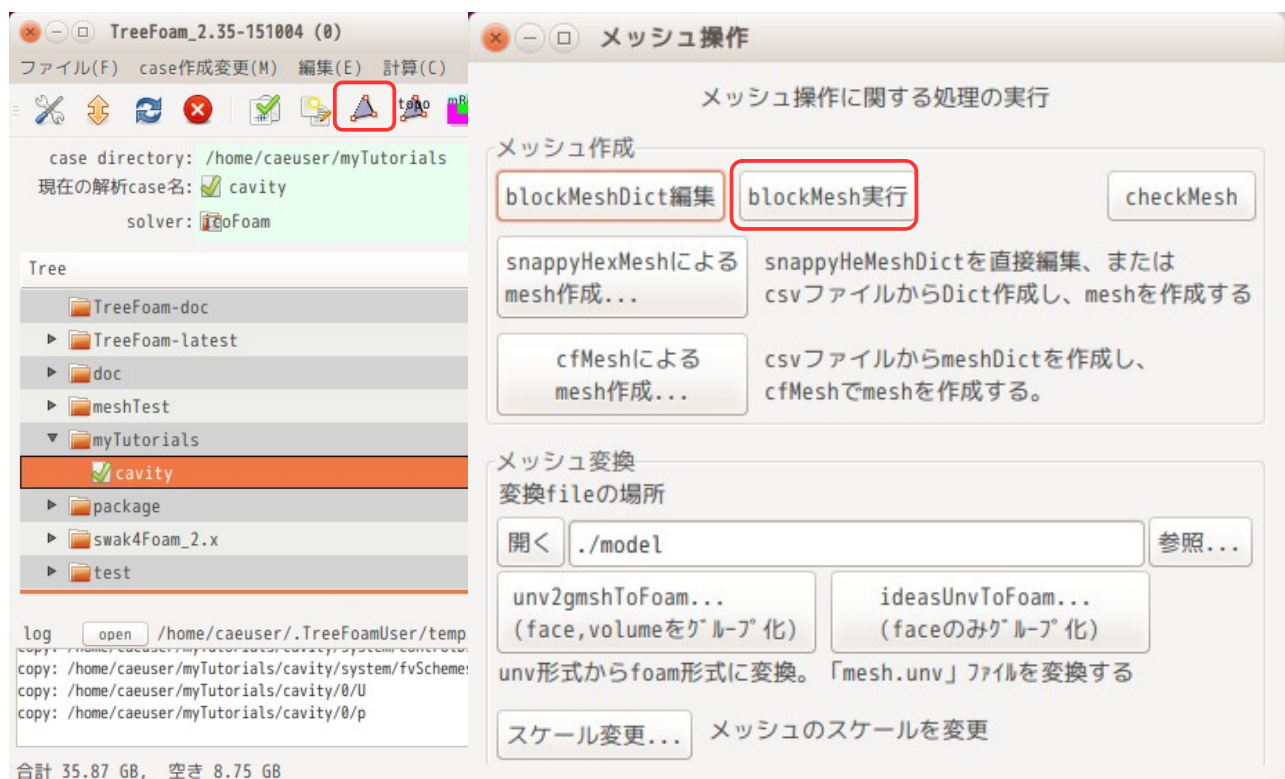 TreeFoam_2.35-151004 (0)
ファイル(F) case作成変更(M) 編集(E) 計算(C)
case directory: /home/caeuser/myTutorials
現在の解析case名: cavity
solver: icoFoam
Tree
TreeFoam-doc
TreeFoam-latest
doc
meshTest
myTutorials
cavity
package
swak4Foam_2.x
test
log open /home/caeuser/.TreeFoamUser/temp
copy: /home/caeuser/myTutorials/cavity/system/fvScheme
copy: /home/caeuser/myTutorials/cavity/0/U
copy: /home/caeuser/myTutorials/cavity/0/p
合計 35.87 GB, 空き 8.75 GB
メッシュ操作
メッシュ操作に関する処理の実行
メッシュ作成
blockMeshDict編集 blockMesh実行 checkMesh
snappyHexMeshによる
mesh作成...
snappyHeMeshDictを直接編集、または
csvファイルからDict作成し、meshを作成する
cfMeshによる
mesh作成...
csvファイルからmeshDictを作成し、
cfMeshでmeshを作成する。
メッシュ変換
変換fileの場所
開く ./model 参照...
unv2gmshToFoam...
(face,volumeをグループ化)
ideasUnvToFoam...
(faceのみグループ化)
unv形式からfoam形式に変換。「mesh.unv」ファイルを変換する
スケール変更... メッシュのスケールを変更